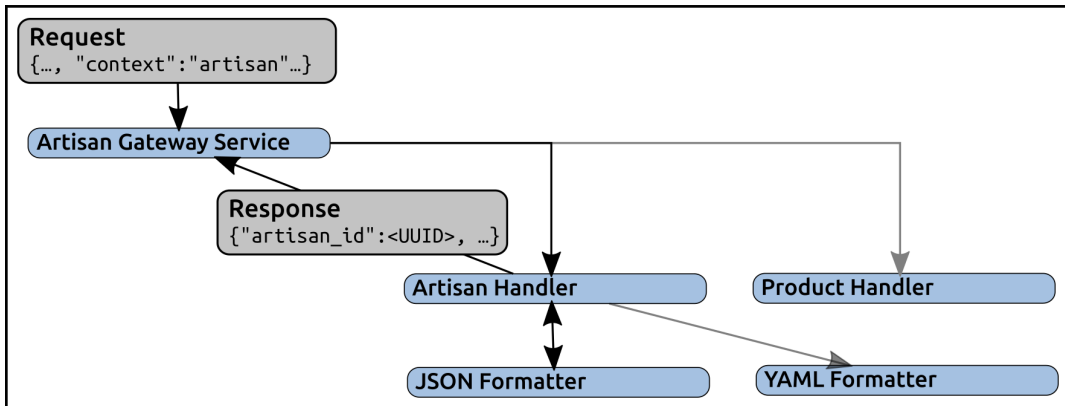 Request
{…, "context":"artisan"…}
Artisan Gateway Service
Response
{"artisan_id":<UUID>, …}
Artisan Handler
Product Handler
JSON Formatter
YAML Formatter